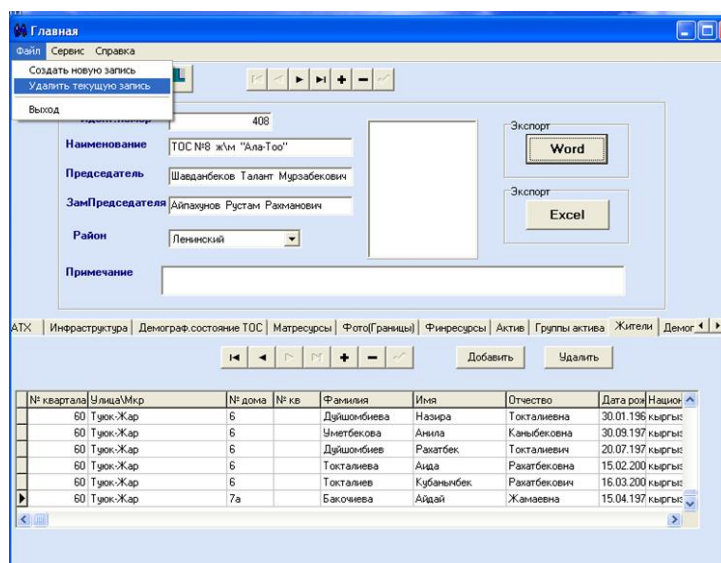 Главная
Файл Сервис Справка
Создать новую запись
Удалить текущую запись
Выход
408
Наименование ТОС №8 ж\м "Ала-Тоо"
Председатель Шавданбеков Талант Мурзабекович
ЗамПредседателя Айпахунов Рустам Рахманович
Район Ленинский
Примечание
Экспорт
Word
Экспорт
Excel
АТХ Инфраструктура Демограф.состояние ТОС Матресурсы Фото(Границы) Финресурсы Актив Группы актива Жители Демог
Добавить Удалить
№ квартала Улица\Мкр № дома № кв Фамилия Имя Отчество Дата рож Национ
60 Туюк-Жар 6 Дуйшомбиева Назира Токталиевна 30.01.196 кыргыз
60 Туюк-Жар 6 Уметбекова Анила Каныбековна 30.09.197 кыргыз
60 Туюк-Жар 6 Дуйшомбиев Рахатбек Токталиевич 20.07.197 кыргыз
60 Туюк-Жар 6 Токталиева Аида Рахатбековна 15.02.200 кыргыз
60 Туюк-Жар 6 Токталиев Кубанычбек Рахатбекович 16.03.200 кыргыз
60 Туюк-Жар 7а Бакочиева Айдай Жамаевна 15.04.197 кыргыз